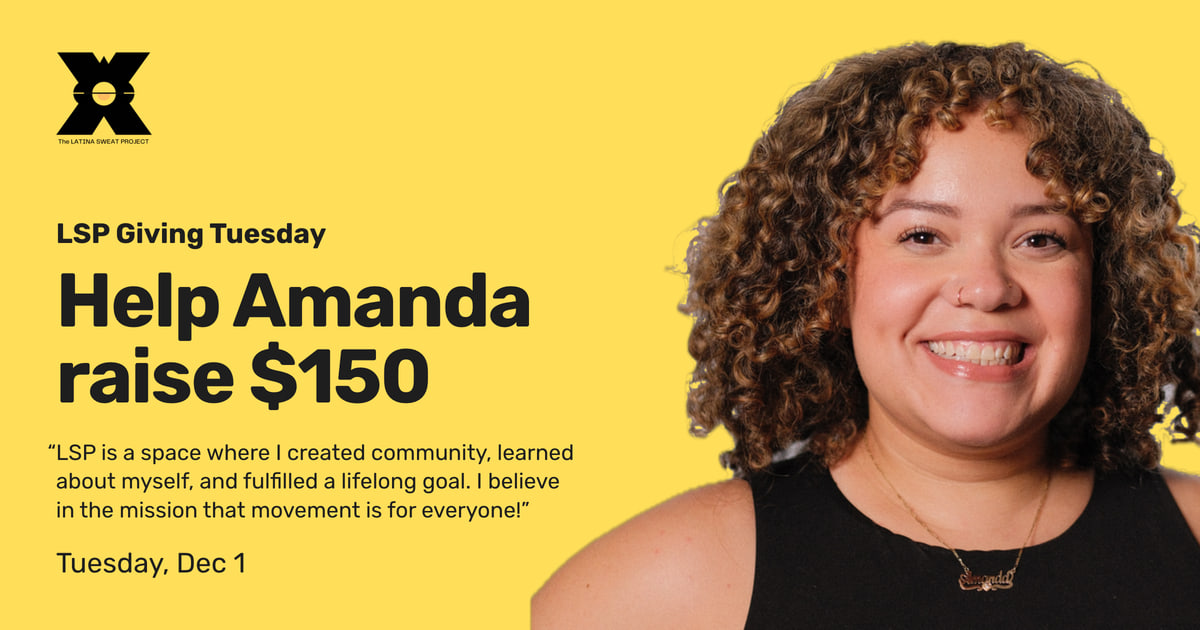 The LATINA SWEAT PROJECT
LSP Giving Tuesday
Help Amanda
raise $150
“LSP is a space where I created community, learned
about myself, and fulfilled a lifelong goal. I believe
in the mission that movement is for everyone!”
Tuesday, Dec 1
Amanda